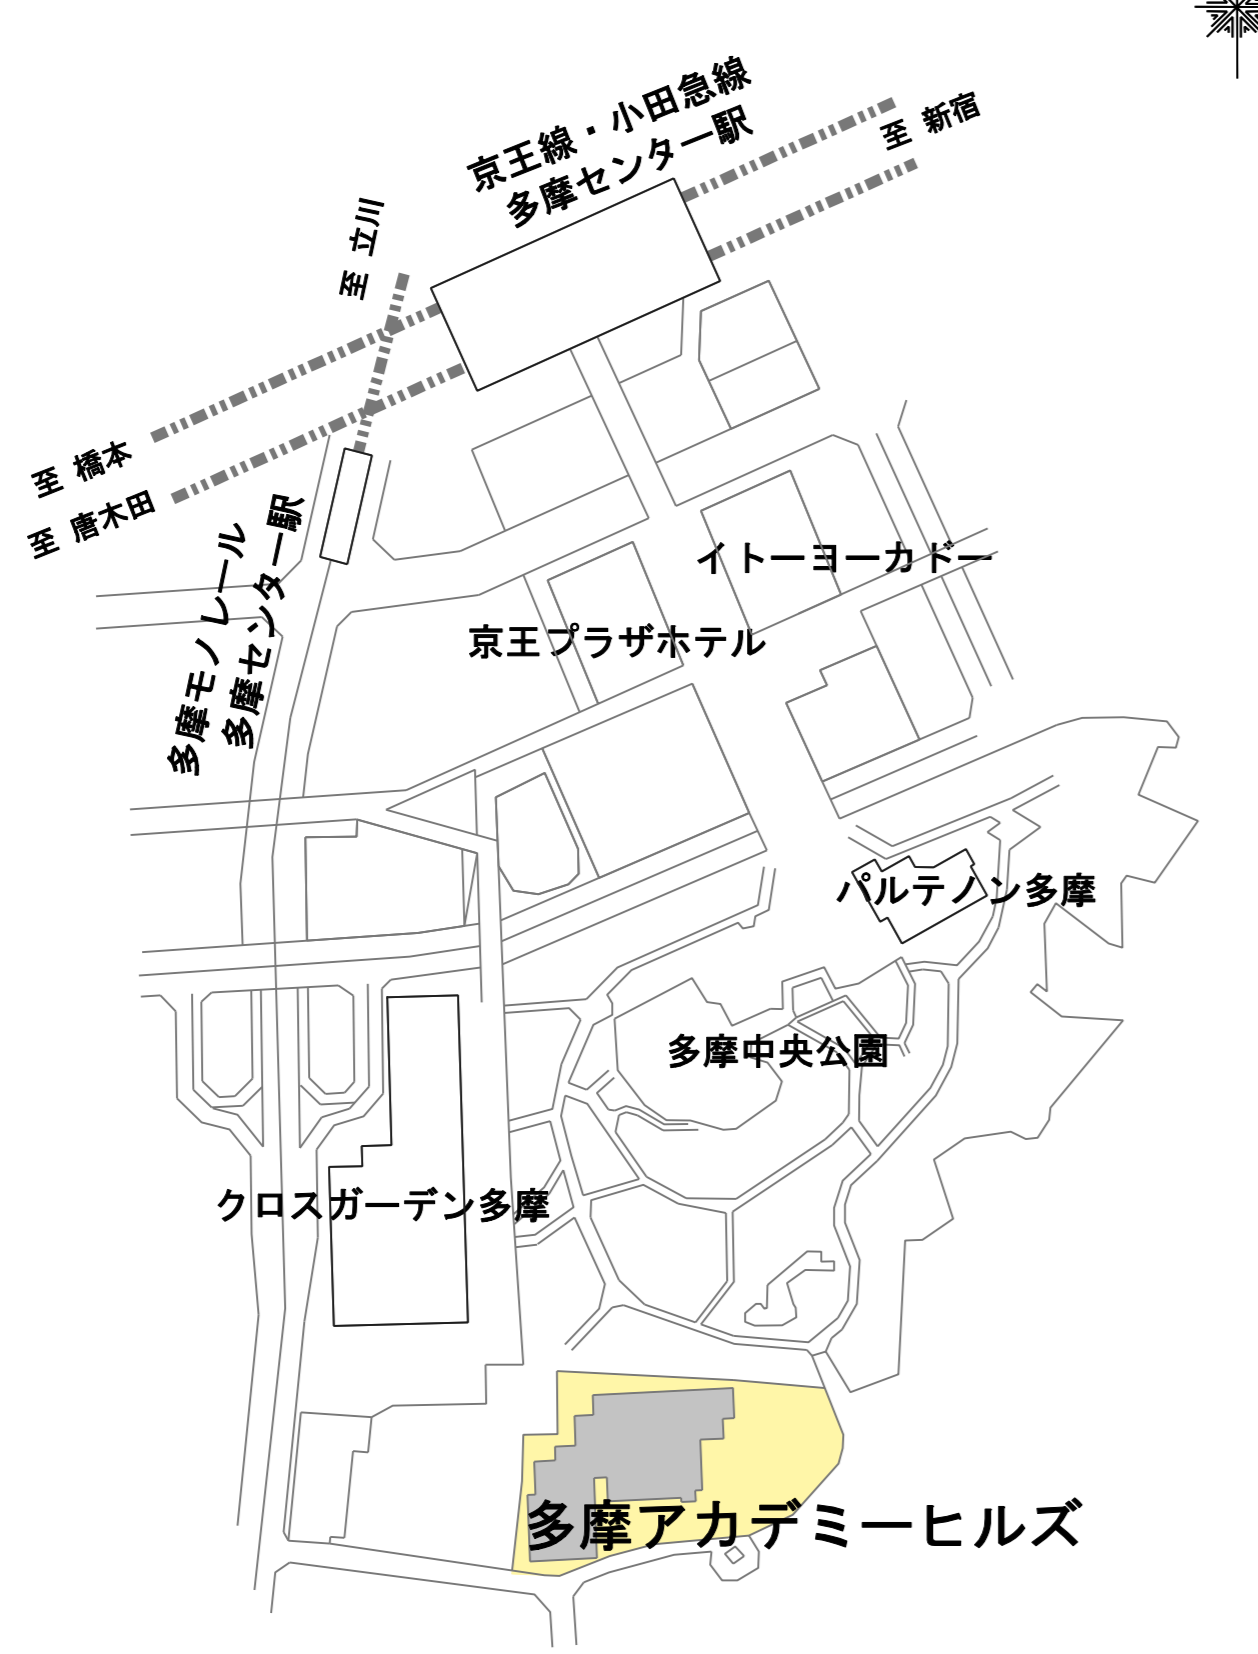 京王線・小田急線
多摩センター駅
至 新宿
至 立川
至 橋本
至 唐木田
多摩モノレール
多摩センター駅
イトーヨーカドー
京王プラザホテル
パルテノン多摩
多摩中央公園
クロスガーデン多摩
多摩アカデミーヒルズ